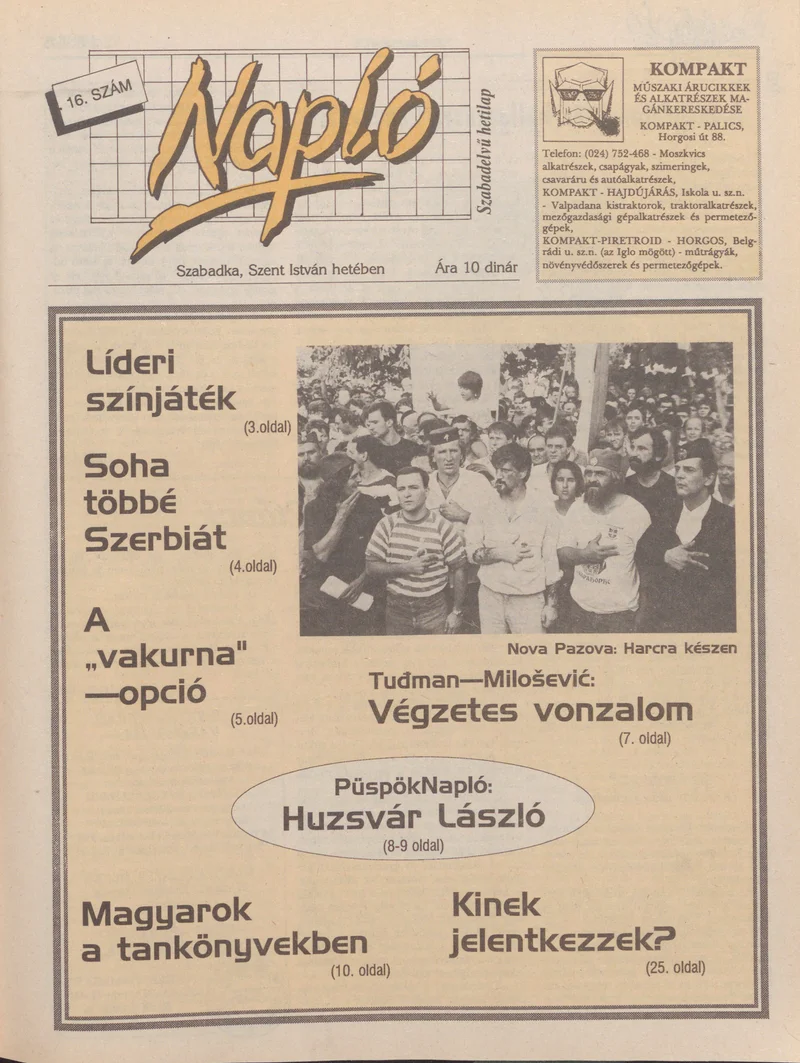 16. SZÁM
Napló
Szabadelvű hetilap
Szabadka, Szent István hetében
Ára 10 dinár
KOMPAKT
MŰSZAKI ÁRUCIKKEK
ÉS ALKATRÉSZEK MA-
GÁNKERESKEDÉSE
KOMPAKT - PALICS,
Horgosi út 88.
Telefon: (024) 752-468 - Moszkvics
alkatrészek, csapágyak, szimeringek,
csavaráru és autóalkatrészek,
KOMPAKT - HAJDÚJÁRÁS, Iskola u. sz.n.
- Valpadana kistraktorok, traktoralkatrészek,
mezőgazdasági gépalkatrészek és permetező-
gépek,
KOMPAKT-PIRETROID - HORGOS, Belg-
rádi u. sz.n. (az Iglo mögött) - műtrágyák,
növényvédőszerek és permetezőgépek.
Líderi
színjáték
(3.oldal)
Soha
többé
Szerbiát
(4.oldal)
A
„vakurna"
—opció
(5.oldal)
Nova Pazova: Harcra készen
Tuđman—Milošević:
Végzetes vonzalom
(7. oldal)
PüspökNapló:
Huzsvár László
(8-9 oldal)
Magyarok
a tankönyvekben
(10. oldal)
Kinek
jelentkezzek?
(25. oldal)